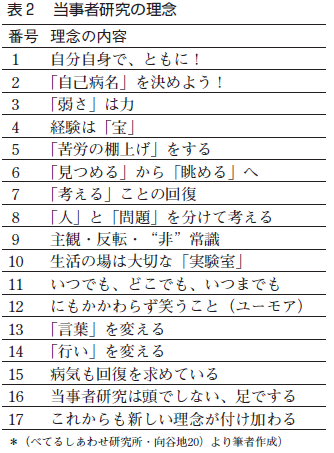 表2　当事者研究の理念
番号　理念の内容
1　自分自身で、ともに！
2　「自己病名」を決めよう！
3　「弱さ」は力
4　経験は「宝」
5　「苦労の棚上げ」をする
6　「見つめる」から「眺める」へ
7　「考える」ことの回復
8　「人」と「問題」を分けて考える
9　主観・反転・“非”常識
10　生活の場は大切な「実験室」
11　いつでも、どこでも、いつまでも
12　にもかかわらず笑うこと（ユーモア）
13　「言葉」を変える
14　「行い」を変える
15　病気も回復を求めている
16　当事者研究は頭でしない、足でする
17　これからも新しい理念が付け加わる
＊（べてるしあわせ研究所・向谷地20）より筆者作成）